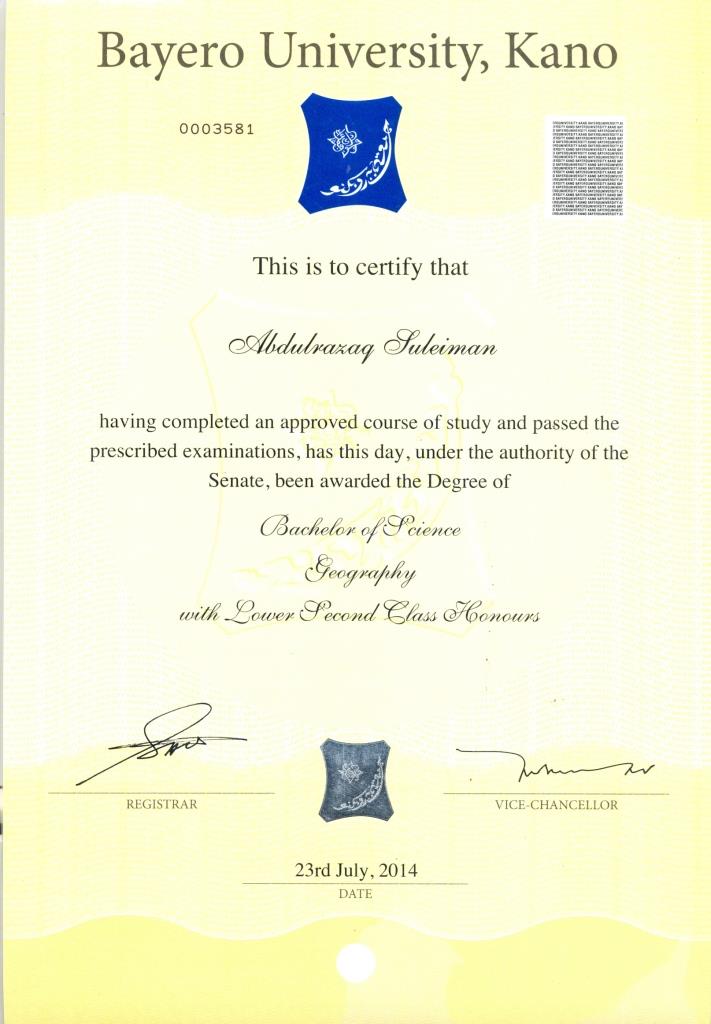 Bayero University, Kano
0003581
This is to certify that
Abdulrazaq Suleiman
having completed an approved course of study and passed the
prescribed examinations, has this day, under the authority of the
Senate, been awarded the Degree of
Bachelor of Science
Geography
with Lower Second Class Honours
REGISTRAR
VICE-CHANCELLOR
23rd July, 2014
DATE